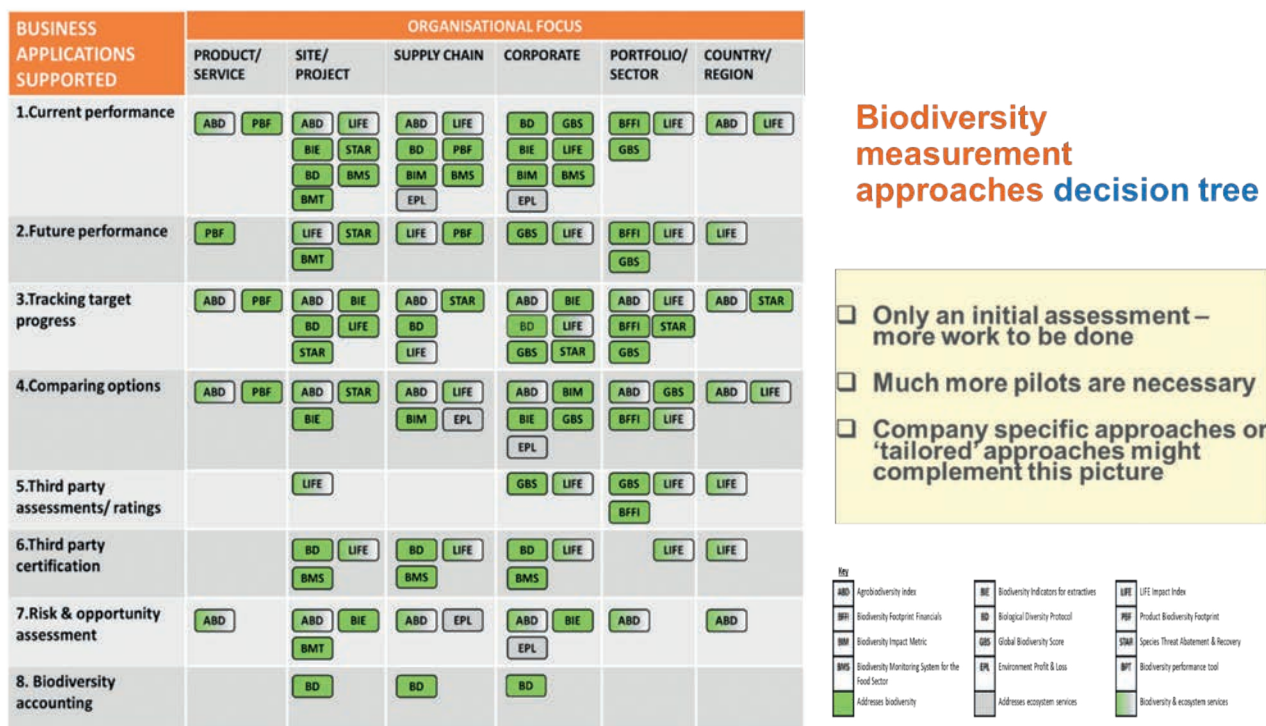 BUSINESS
APPLICATIONS
SUPPORTED
ORGANISATIONAL FOCUS
PRODUCT/
SERVICE
SITE/
PROJECT
SUPPLY CHAIN
CORPORATE
PORTFOLIO/
SECTOR
COUNTRY/
REGION
1.Current performance
ABD PBF
ABD LIFE
BIE STAR
BD BMS
BMT
ABD LIFE
BD PBF
BIM BMS
EPL
BD GBS
BIE LIFE
BIM BMS
EPL
BFFI LIFE
GBS
ABD LIFE
2.Future performance
PBF
LIFE STAR
BMT
LIFE PBF
GBS LIFE
BFFI LIFE
GBS
LIFE
3.Tracking target
progress
ABD PBF
ABD BIE
BD LIFE
STAR
ABD STAR
BD
LIFE
ABD BIE
BD LIFE
GBS STAR
ABD LIFE
BFFI STAR
GBS
ABD STAR
4.Comparing options
ABD PBF
ABD STAR
BIE
ABD LIFE
BIM EPL
ABD BIM
BIE GBS
EPL
ABD GBS
BFFI LIFE
ABD LIFE
5.Third party
assessments/ ratings
LIFE
GBS LIFE
GBS LIFE
BFFI
LIFE
6.Third party
certification
BD LIFE
BMS
BD LIFE
BMS
BD LIFE
BMS
LIFE
LIFE
7.Risk & opportunity
assessment
ABD
ABD BIE
BMT
ABD EPL
ABD BIE
EPL
ABD
ABD
8. Biodiversity
accounting
BD
BD
BD
Biodiversity
measurement
approaches decision tree
❑ Only an initial assessment –
more work to be done
❑ Much more pilots are necessary
❑ Company specific approaches or
‘tailored’ approaches might
complement this picture
Key
ABD Agrobiodiversity index
BFFI Biodiversity Footprint Financials
BIM Biodiversity Impact Metric
BMS Biodiversity Monitoring System for the
Food Sector
Addresses biodiversity
BIE Biodiversity Indicators for extractives
BD Biological Diversity Protocol
GBS Global Biodiversity Score
EPL Environment Profit & Loss
Addresses ecosystem services
LIFE LIFE Impact Index
PBF Product Biodiversity Footprint
STAR Species Threat Abatement & Recovery
BPT Biodiversity performance tool
Biodiversity & ecosystem services